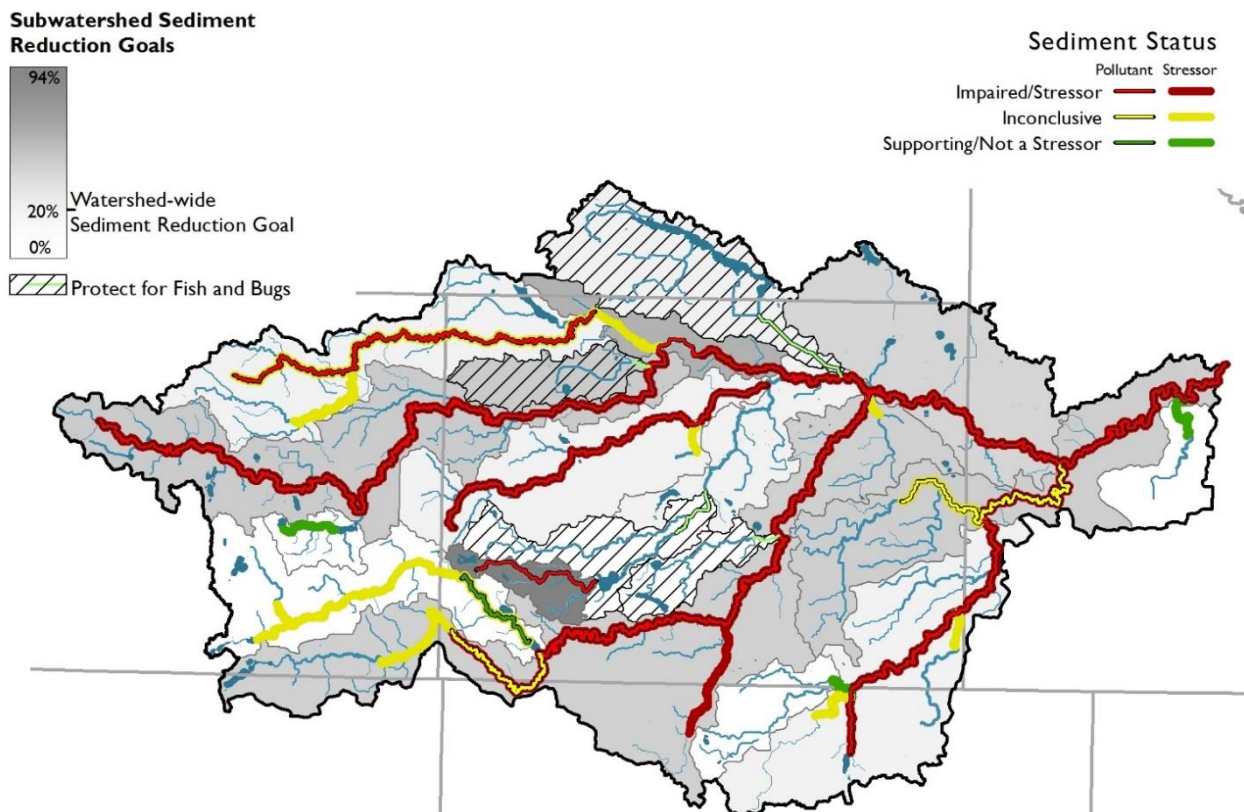 Subwatershed Sediment
Reduction Goals
94%
20%
Watershed-wide
Sediment Reduction Goal
0%
Protect for Fish and Bugs
Sediment Status
Pollutant Stressor
Impaired/Stressor
Inconclusive
Supporting/Not a Stressor